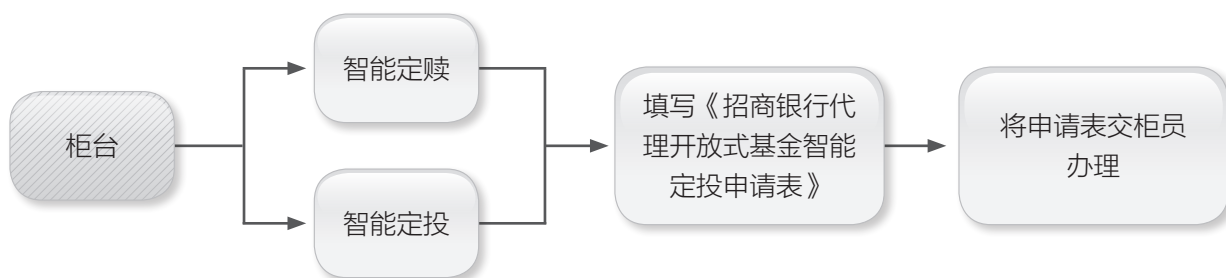 柜台
智能定赎
智能定投
填写《招商银行代
理开放式基金智能
定投申请表》
将申请表交柜员
办理